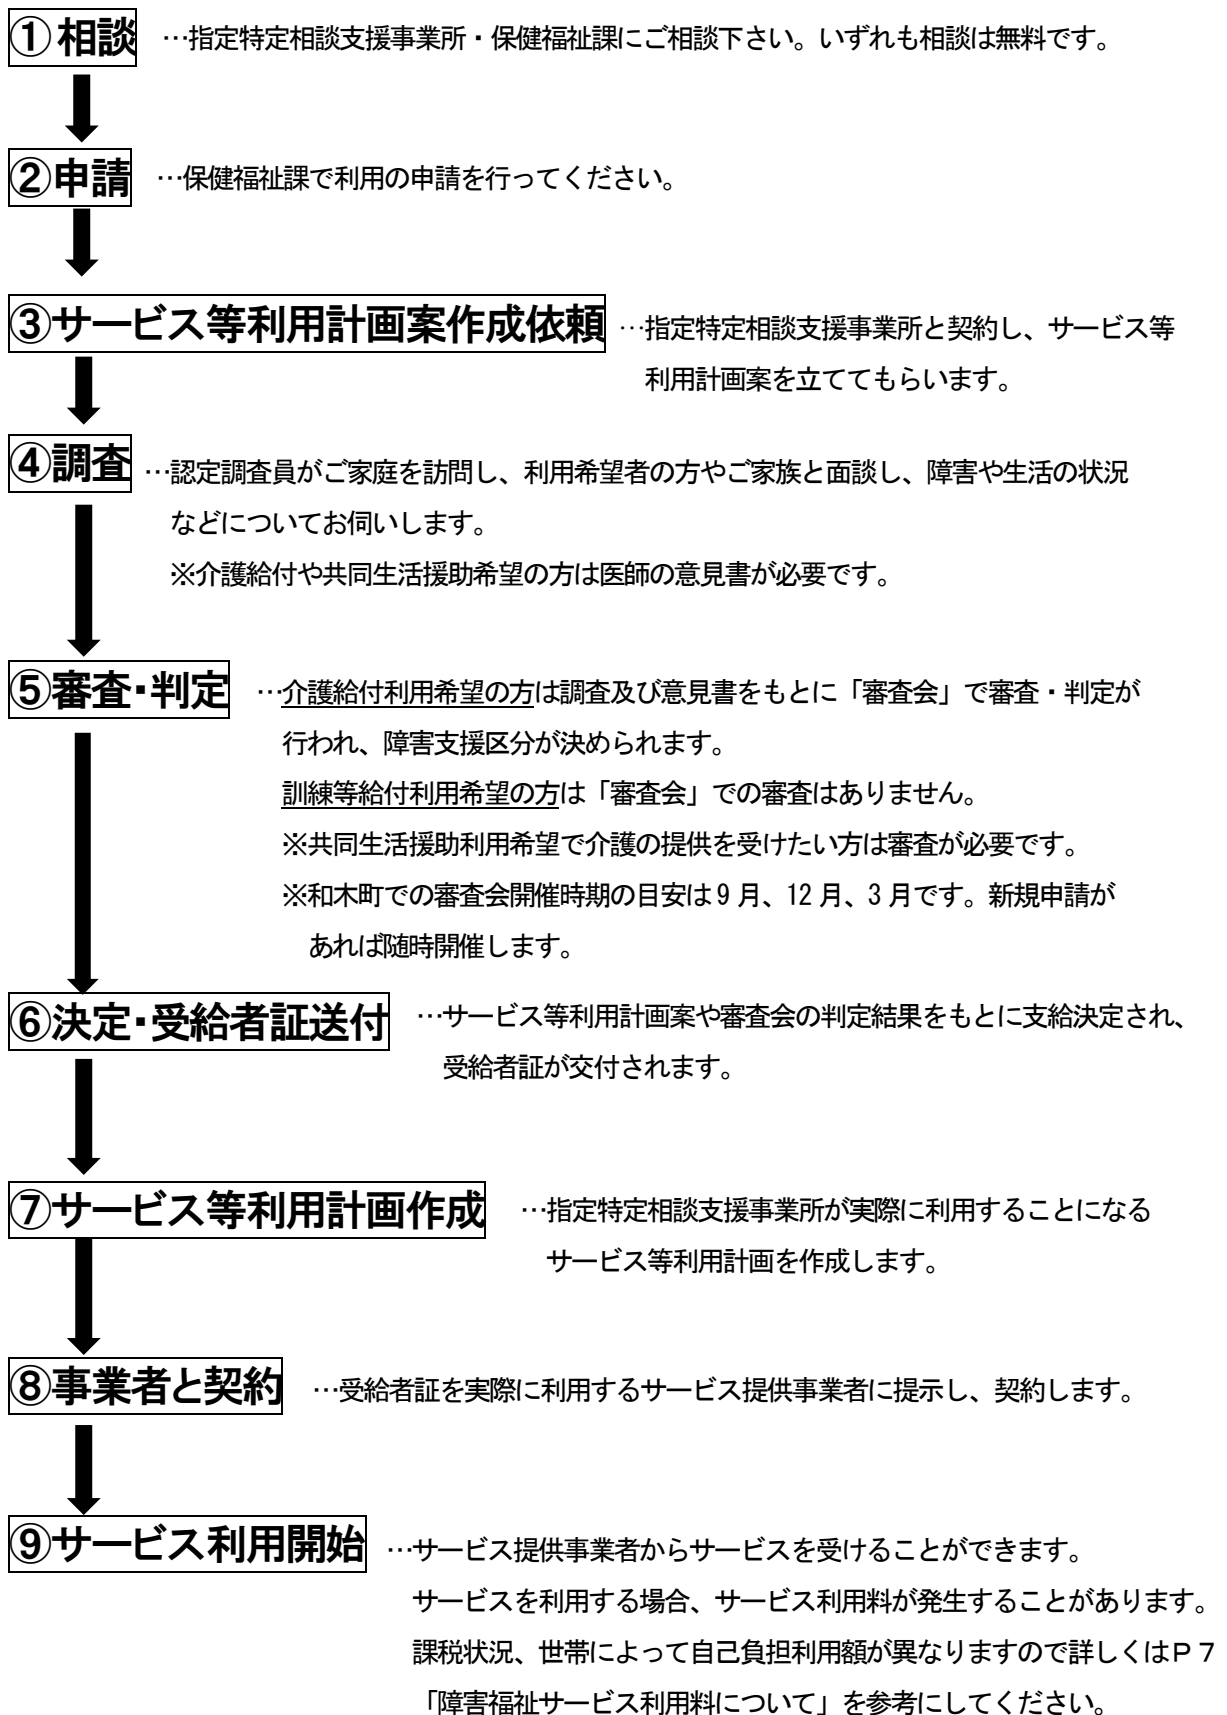 ①相談 …指定特定相談支援事業所・保健福祉課にご相談下さい。いずれも相談は無料です。
②申請 …保健福祉課で利用の申請を行ってください。
③サービス等利用計画案作成依頼 …指定特定相談支援事業所と契約し、サービス等
利用計画案を立ててもらいます。
④調査 …認定調査員がご家庭を訪問し、利用希望者の方やご家族と面談し、障害や生活の状況
などについてお伺いします。
※介護給付や共同生活援助希望の方は医師の意見書が必要です。
⑤審査・判定 …介護給付利用希望の方は調査及び意見書をもとに「審査会」で審査・判定が
行われ、障害支援区分が決められます。
訓練等給付利用希望の方は「審査会」での審査はありません。
※共同生活援助利用希望で介護の提供を受けたい方は審査が必要です。
※和木町での審査会開催時期の目安は9月、12月、3月です。新規申請が
あれば随時開催します。
⑥決定・受給者証送付 …サービス等利用計画案や審査会の判定結果をもとに支給決定され、
受給者証が交付されます。
⑦サービス等利用計画作成 …指定特定相談支援事業所が実際に利用することになる
サービス等利用計画を作成します。
⑧事業者と契約 …受給者証を実際に利用するサービス提供事業者に提示し、契約します。
⑨サービス利用開始 …サービス提供事業者からサービスを受けることができます。
サービスを利用する場合、サービス利用料が発生することがあります。
課税状況、世帯によって自己負担利用額が異なりますので詳しくはP7
「障害福祉サービス利用料について」を参考にしてください。